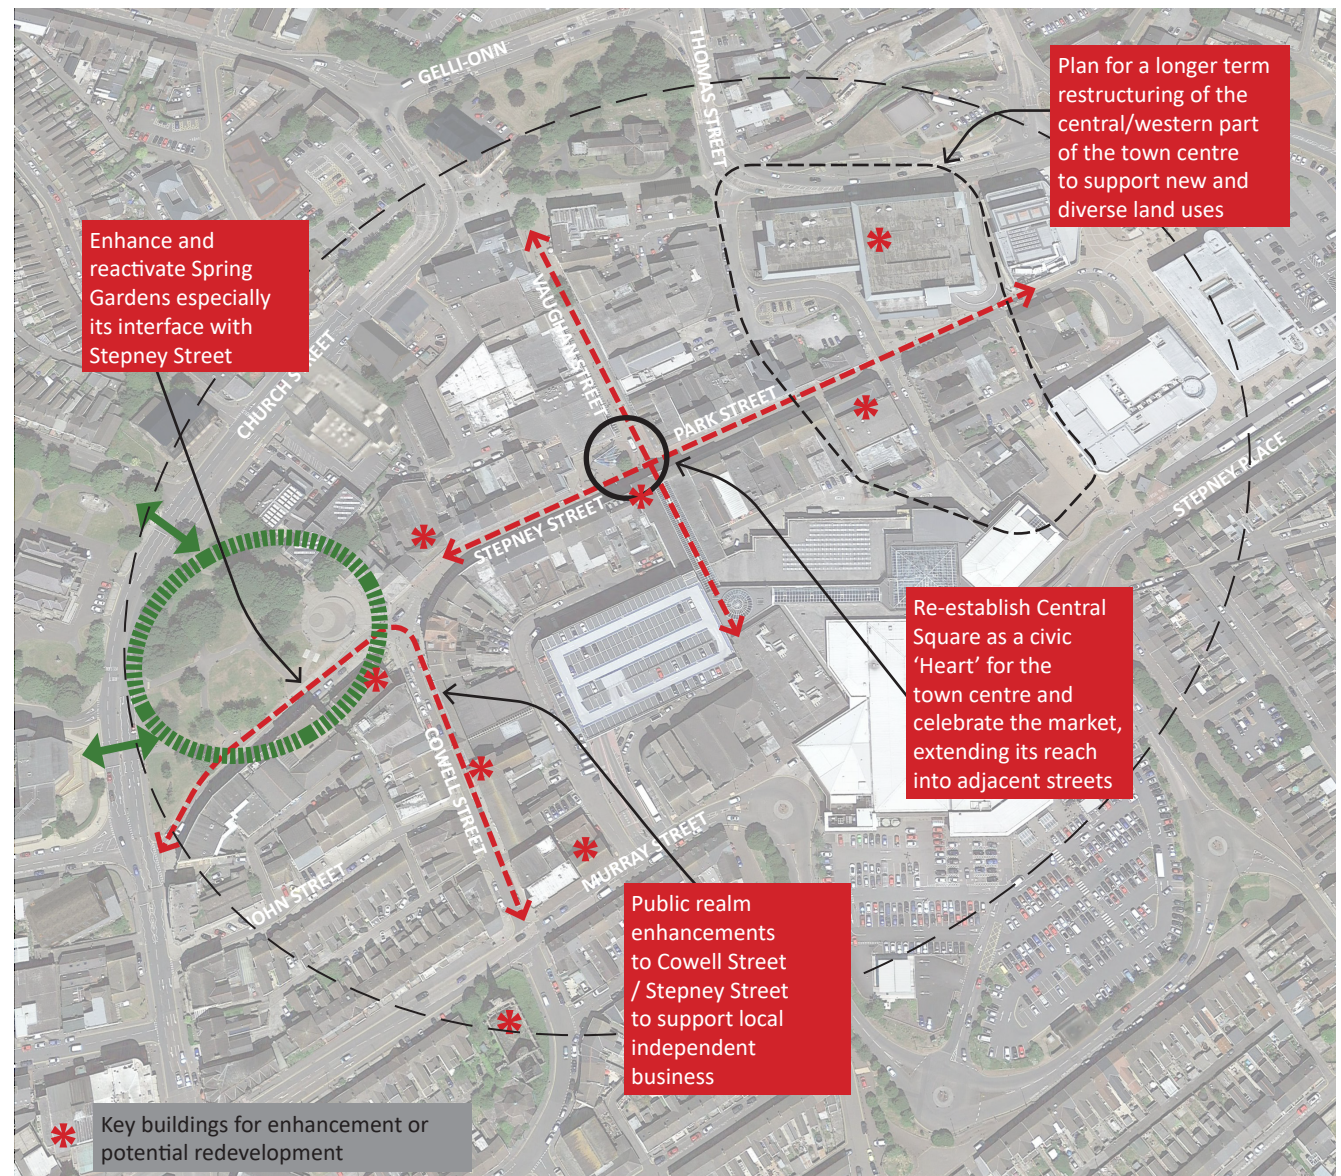 GELLI-ONN
THOMAS STREET
Plan for a longer term
restructuring of the
central/western part
of the town centre
to support new and
diverse land uses
Enhance and
reactivate Spring
Gardens especially
its interface with
Stepney Street
VAUGHAN STREET
CHURCH STREET
PARK STREET
STEPNEY PLACE
STEPNEY STREET
Re-establish Central
Square as a civic
‘Heart’ for the
town centre and
celebrate the market,
extending its reach
into adjacent streets
COWELL STREET
MURRAY STREET
JOHN STREET
Public realm
enhancements
to Cowell Street
/ Stepney Street
to support local
independent
business
Key buildings for enhancement or
potential redevelopment